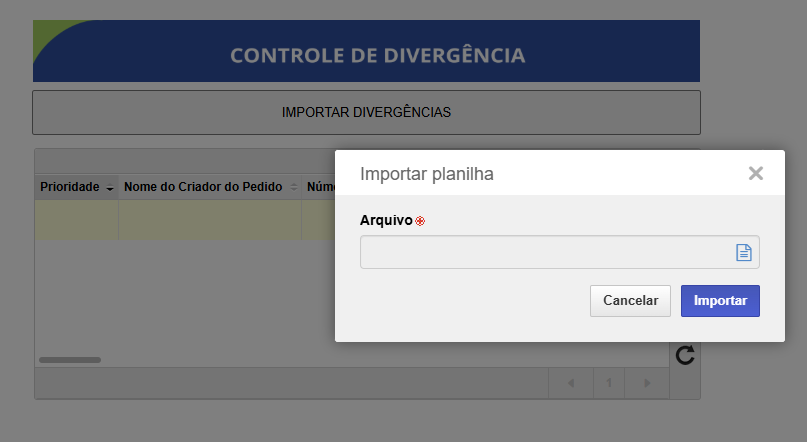 CONTROLE DE DIVERGÊNCIA
IMPORTAR DIVERGÊNCIAS
Importar planilha
Prioridade Nome do Criador do Pedido
Arquivo
Cancelar Importar
1